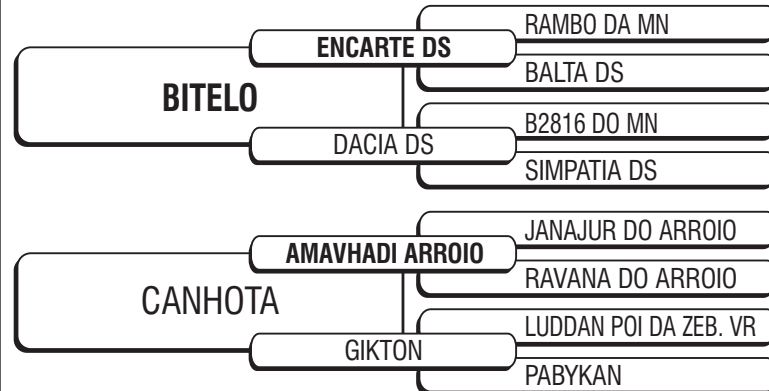 RAMBO DA MN
ENCARTE DS
BALTA DS
BITELO
B2816 DO MN
DACIA DS
SIMPATIA DS
JANAJUR DO ARROIO
AMAVHADI ARROIO
RAVANA DO ARROIO
CANHOTA
LUDDAN POI DA ZEB. VR
GIKTON
PABYKAN